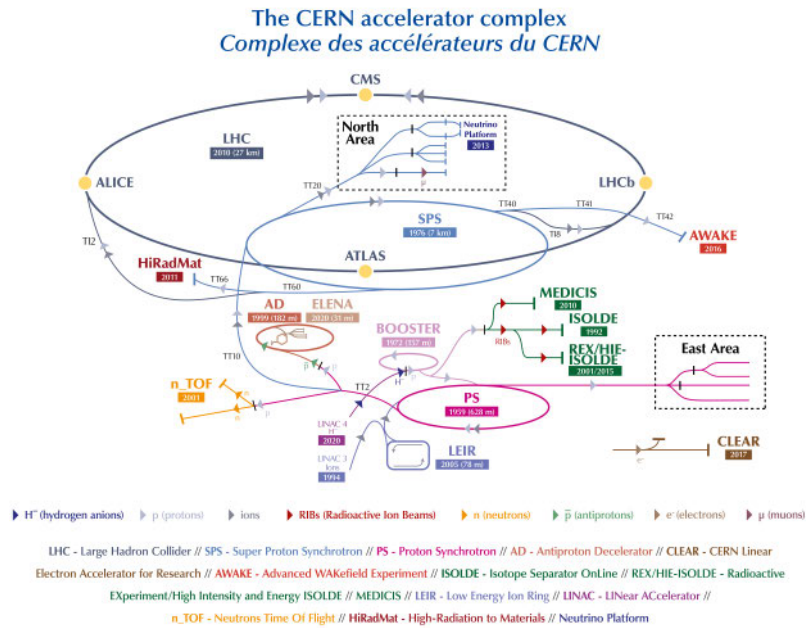 The CERN accelerator complex
Complexe des accélérateurs du CERN
CMS
North
Area
Neutrino
Platform
2013
LHC
2010 (27 km)
μ
ALICE
LHCb
TT20
TT40
TT41
SPS
1976 (7 km)
TT42
TI8
AWAKE
2016
TI2
ATLAS
HiRadMat
2011
TT66
TT60
AD
1999 (182 m)
ELENA
2020 (31 m)
MEDICIS
2010
BOOSTER
1972 (157 m)
ISOLDE
1992
RIBs
REX/HIE-
ISOLDE
2001/2015
East Area
TT10
p̄
p
H⁻
p
n_TOF
2001
TT2
n
n
p
PS
1959 (628 m)
LINAC 4
H⁻
2020
LINAC 3
Ions
1994
LEIR
2005 (78 m)
CLEAR
2017
e⁻
H⁻ (hydrogen anions)
p (protons)
ions
RIBs (Radioactive Ion Beams)
n (neutrons)
p̄ (antiprotons)
e⁻ (electrons)
μ (muons)
LHC - Large Hadron Collider // SPS - Super Proton Synchrotron // PS - Proton Synchrotron // AD - Antiproton Decelerator // CLEAR - CERN Linear
Electron Accelerator for Research // AWAKE - Advanced WAKefield Experiment // ISOLDE - Isotope Separator OnLine // REX/HIE-ISOLDE - Radioactive
EXperiment/High Intensity and Energy ISOLDE // MEDICIS // LEIR - Low Energy Ion Ring // LINAC - LINear ACcelerator //
n_TOF - Neutrons Time Of Flight // HiRadMat - High-Radiation to Materials // Neutrino Platform